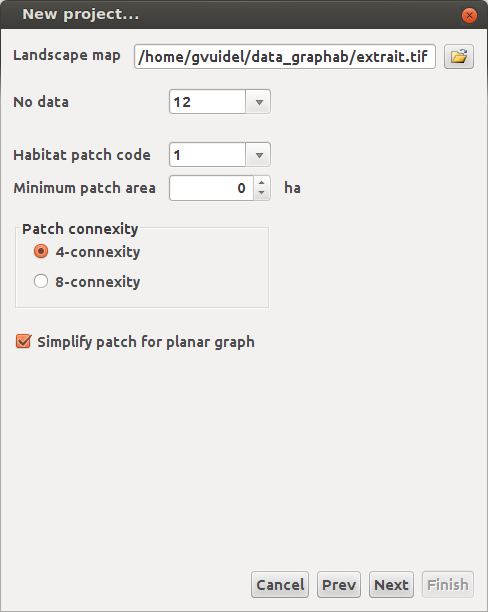 New project...
Landscape map /home/gvuidel/data_graphab/extrait.tif
No data 12
Habitat patch code 1
Minimum patch area 0 ha
Patch connexity
4-connexity
8-connexity
Simplify patch for planar graph
Cancel Prev Next Finish